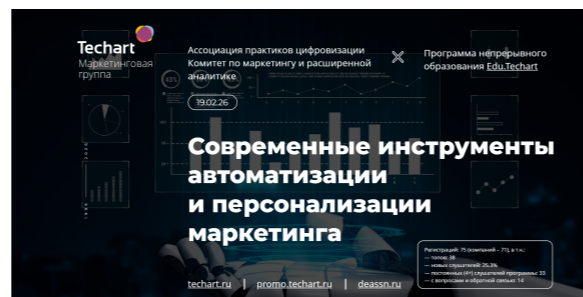 Techart
Маркетинговая
группа
Ассоциация практиков цифровизации
Комитет по маркетингу и расширенной
аналитике
19.02.26
Программа непрерывного
образования Edu.Techart
43%
Современные инструменты
автоматизации
и персонализации
маркетинга
Регистраций: 75 (компаний – 71), в т.ч.:
— топов: 38
— новых слушателей: 25,3%
— постоянных (4+) слушателей программы: 33
— с вопросами и обратной связью: 14
techart.ru | promo.techart.ru | deassn.ru